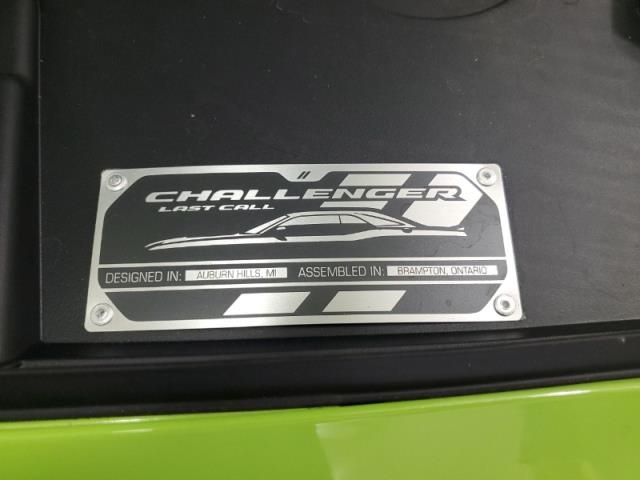 CHALLENGER
LAST CALL
DESIGNED IN: AUBURN HILLS, MI ASSEMBLED IN: BRAMPTON, ONTARIO